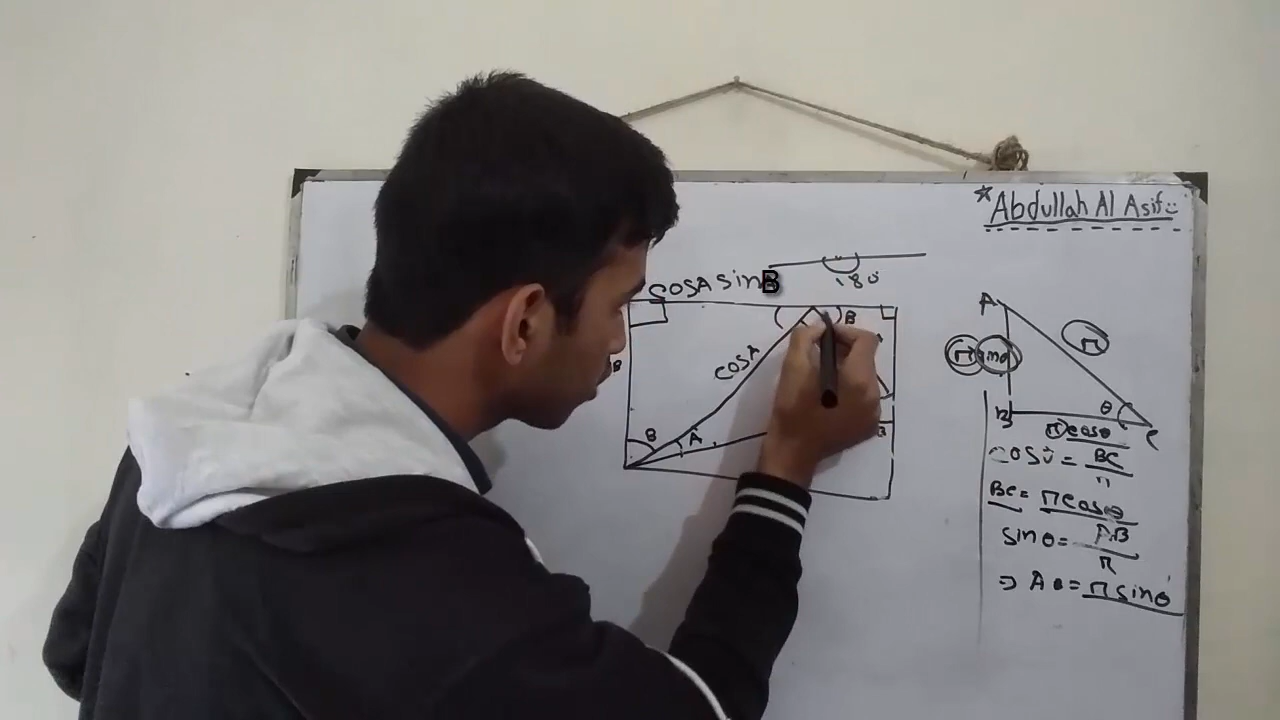 *Abdullah Al Asif
180°
cosA sinB
B
cosA
B
A
B
B
A
r sinθ
r
θ
B
C
r cosθ
cosθ = BC
r
BC = r cosθ
sinθ = AB
r
⇒ AB = r sinθ